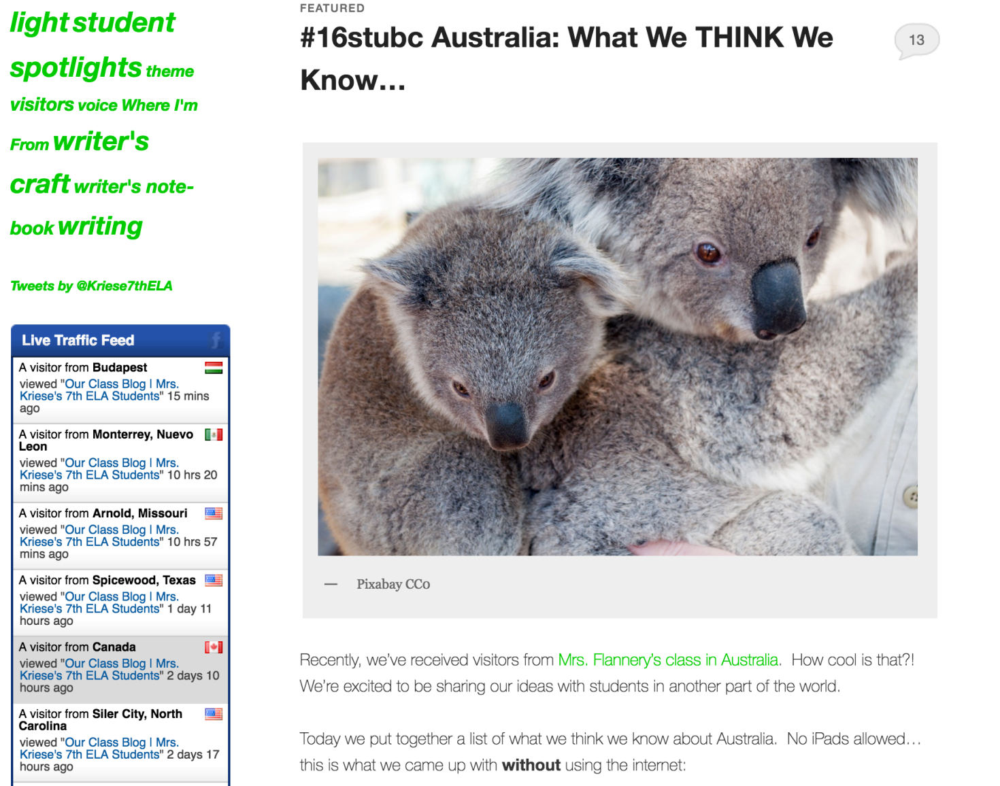 light student
spotlights theme
visitors voice Where I'm
From writer's
craft writer's note-
book writing
Tweets by @Kriese7thELA
Live Traffic Feed
A visitor from Budapest
viewed "Our Class Blog | Mrs.
Kriese's 7th ELA Students" 15 mins
ago
A visitor from Monterrey, Nuevo
Leon
viewed "Our Class Blog | Mrs.
Kriese's 7th ELA Students" 10 hrs 20
mins ago
A visitor from Arnold, Missouri
viewed "Our Class Blog | Mrs.
Kriese's 7th ELA Students" 10 hrs 57
mins ago
A visitor from Spicewood, Texas
viewed "Our Class Blog | Mrs.
Kriese's 7th ELA Students" 1 day 11
hours ago
A visitor from Canada
viewed "Our Class Blog | Mrs.
Kriese's 7th ELA Students" 2 days 10
hours ago
A visitor from Siler City, North
Carolina
viewed "Our Class Blog | Mrs.
Kriese's 7th ELA Students" 2 days 17
hours ago
FEATURED
#16stubc Australia: What We THINK We
Know…
13
— Pixabay CC0
Recently, we've received visitors from Mrs. Flannery's class in Australia.  How cool is that?!
We're excited to be sharing our ideas with students in another part of the world.
Today we put together a list of what we think we know about Australia.  No iPads allowed…
this is what we came up with without using the internet: